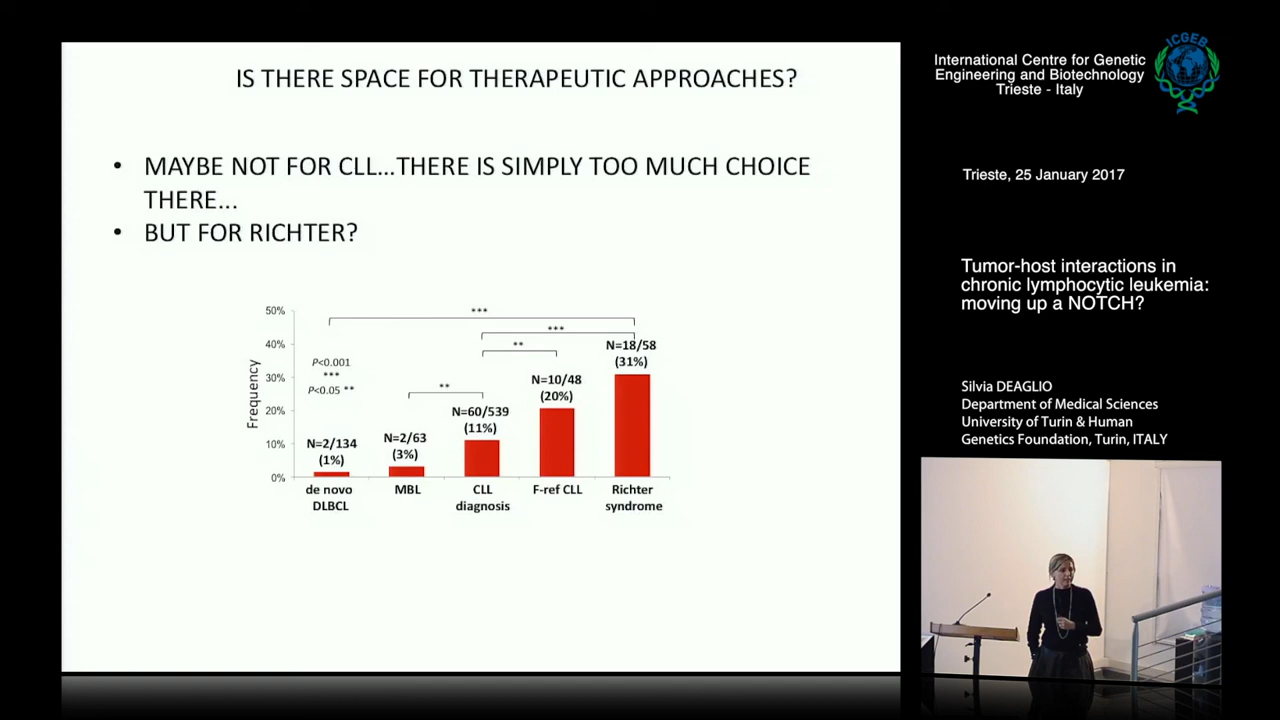 IS THERE SPACE FOR THERAPEUTIC APPROACHES?
• MAYBE NOT FOR CLL...THERE IS SIMPLY TOO MUCH CHOICE
THERE...
• BUT FOR RICHTER?
Frequency
50%
40%
30%
20%
10%
0%
P<0.001
***
P<0.05 **
***
***
**
**
N=2/134
(1%)
N=2/63
(3%)
N=60/539
(11%)
N=10/48
(20%)
N=18/58
(31%)
de novo
DLBCL
MBL
CLL
diagnosis
F-ref CLL
Richter
syndrome
International Centre for Genetic
Engineering and Biotechnology
Trieste - Italy
ICGEB
Trieste, 25 January 2017
Tumor-host interactions in
chronic lymphocytic leukemia:
moving up a NOTCH?
Silvia DEAGLIO
Department of Medical Sciences
University of Turin & Human
Genetics Foundation, Turin, ITALY